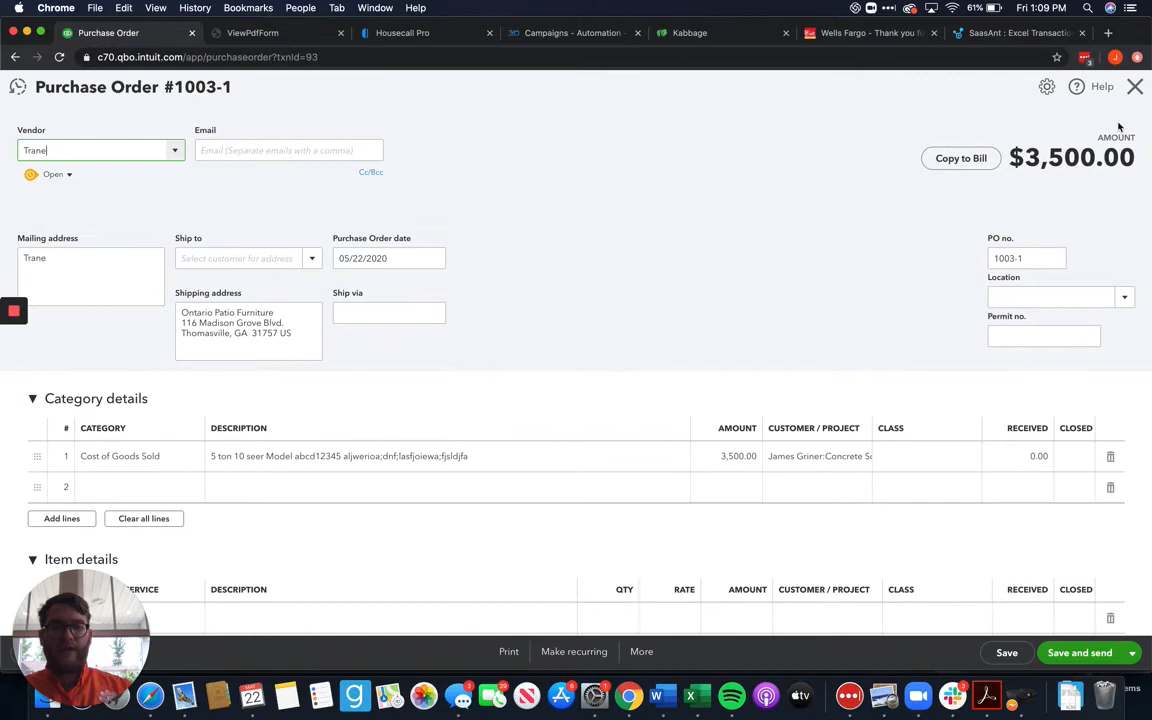 Chrome File Edit View History Bookmarks People Tab Window Help
61% Fri 1:09 PM
Purchase Order
ViewPdfForm
Housecall Pro
Campaigns - Automation -
Kabbage
Wells Fargo - Thank you f
SaasAnt : Excel Transactio
c70.qbo.intuit.com/app/purchaseorder?txnId=93
3
J
Purchase Order #1003-1
Help
Vendor
Email
AMOUNT
Trane
Email (Separate emails with a comma)
Copy to Bill
$3,500.00
Open
Cc/Bcc
Mailing address
Ship to
Purchase Order date
PO no.
Trane
Select customer for address
05/22/2020
1003-1
Location
Shipping address
Ship via
Ontario Patio Furniture
116 Madison Grove Blvd.
Thomasville, GA 31757 US
Permit no.
Category details
# CATEGORY DESCRIPTION AMOUNT CUSTOMER / PROJECT CLASS RECEIVED CLOSED
1 Cost of Goods Sold 5 ton 10 seer Model abcd12345 aljwerioa;dnf;lasfjoiewa;fjsldjfa 3,500.00 James Griner:Concrete Sc 0.00
2
Add lines
Clear all lines
Item details
ERVICE DESCRIPTION QTY RATE AMOUNT CUSTOMER / PROJECT CLASS RECEIVED CLOSED
Print
Make recurring
More
Save
Save and send
ems